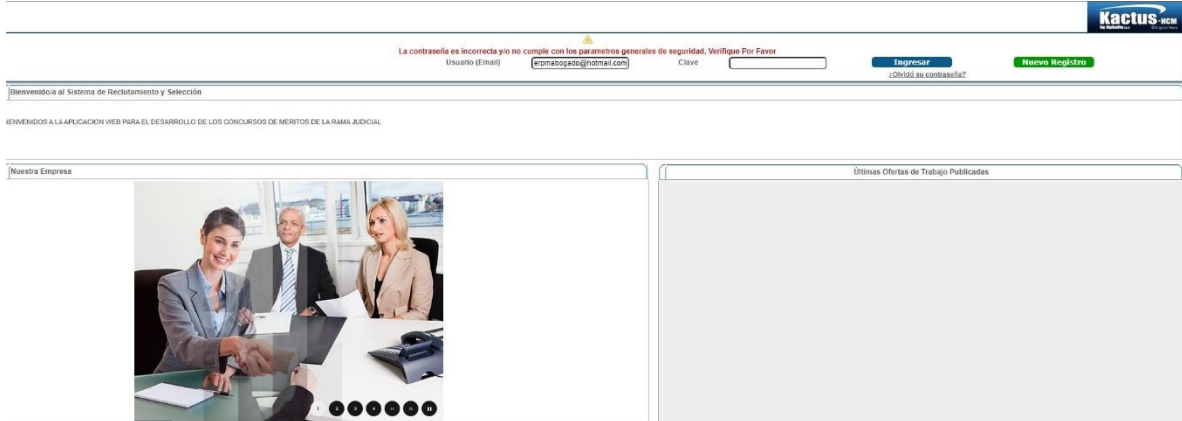 Kactus-HCM
La contraseña es incorrecta y/o no cumple con los parametros generales de seguridad, Verifique Por Favor
Usuario (Email) erpmabogado@hotmail.com Clave Ingresar Nuevo Registro
¿Olvidó su contraseña?
Bienvenido/a al Sistema de Reclutamiento y Selección
IENVENIDOS A LA APLICACION WEB PARA EL DESARROLLO DE LOS CONCURSOS DE MERITOS DE LA RAMA JUDICIAL
Nuestra Empresa
Últimas Ofertas de Trabajo Publicadas